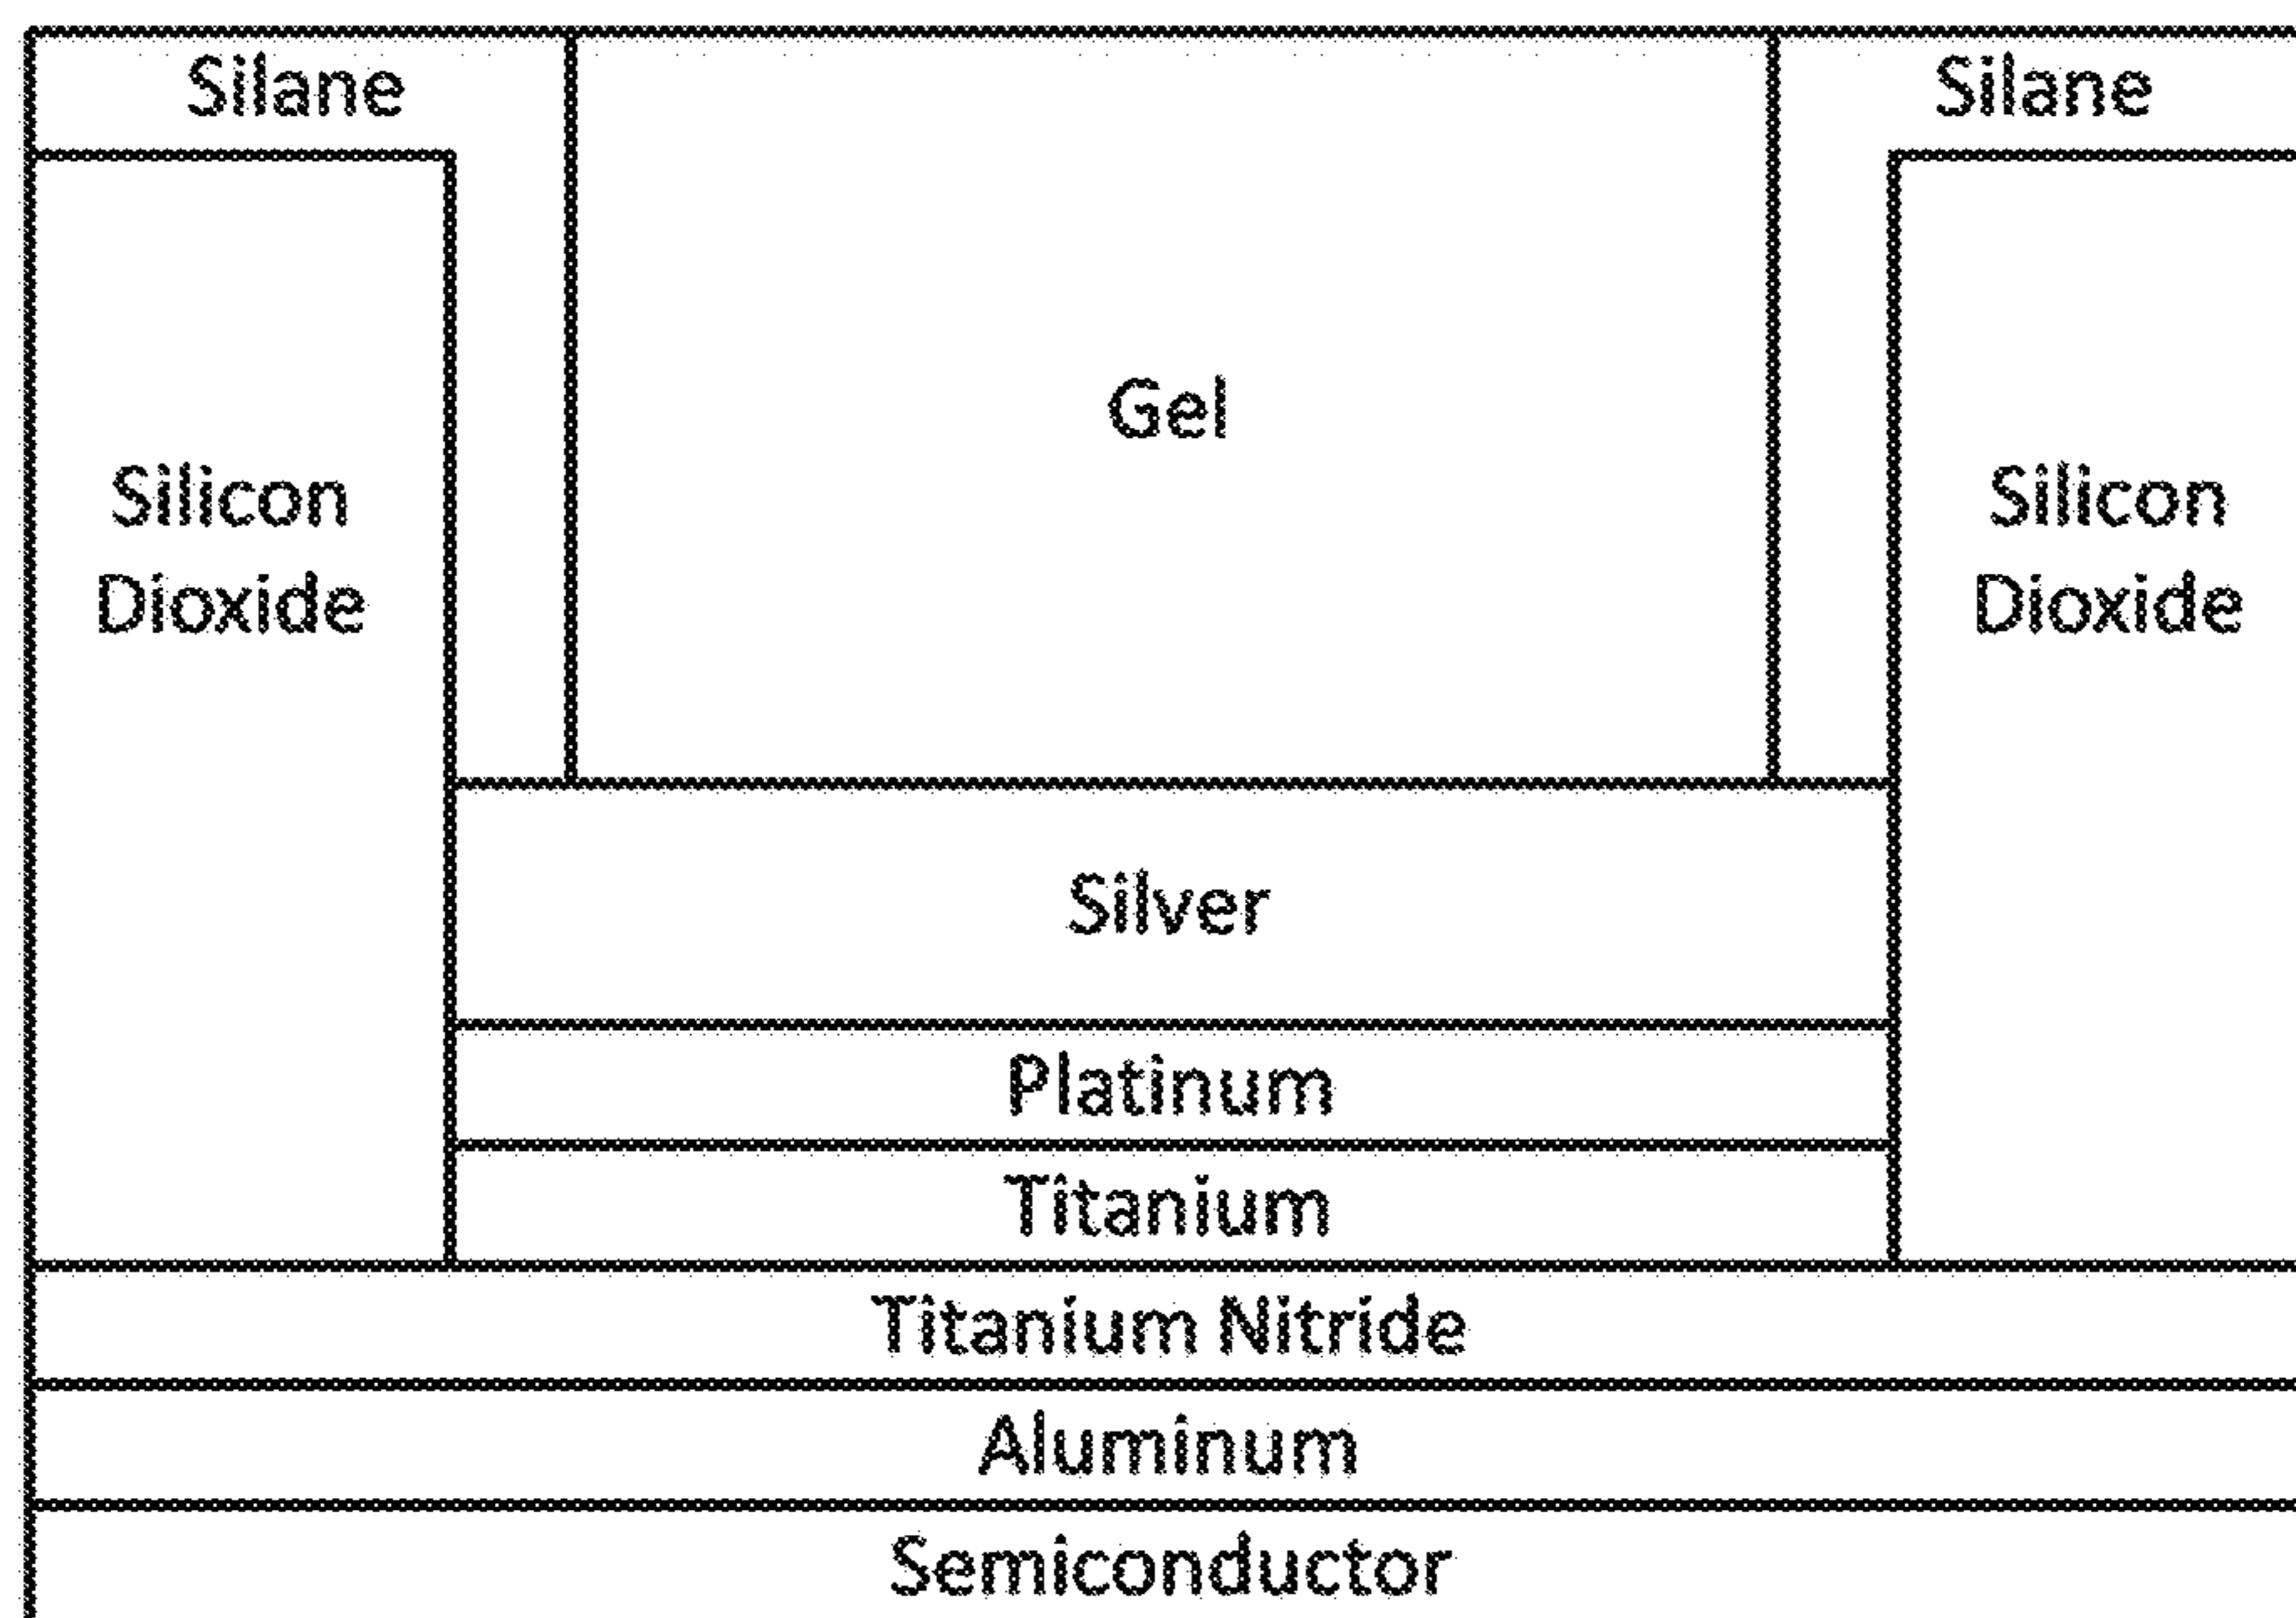 Silane
Silane
Gel
Silicon
Dioxide
Silicon
Dioxide
Silver
Platinum
Titanium
Titanium Nitride
Aluminum
Semiconductor